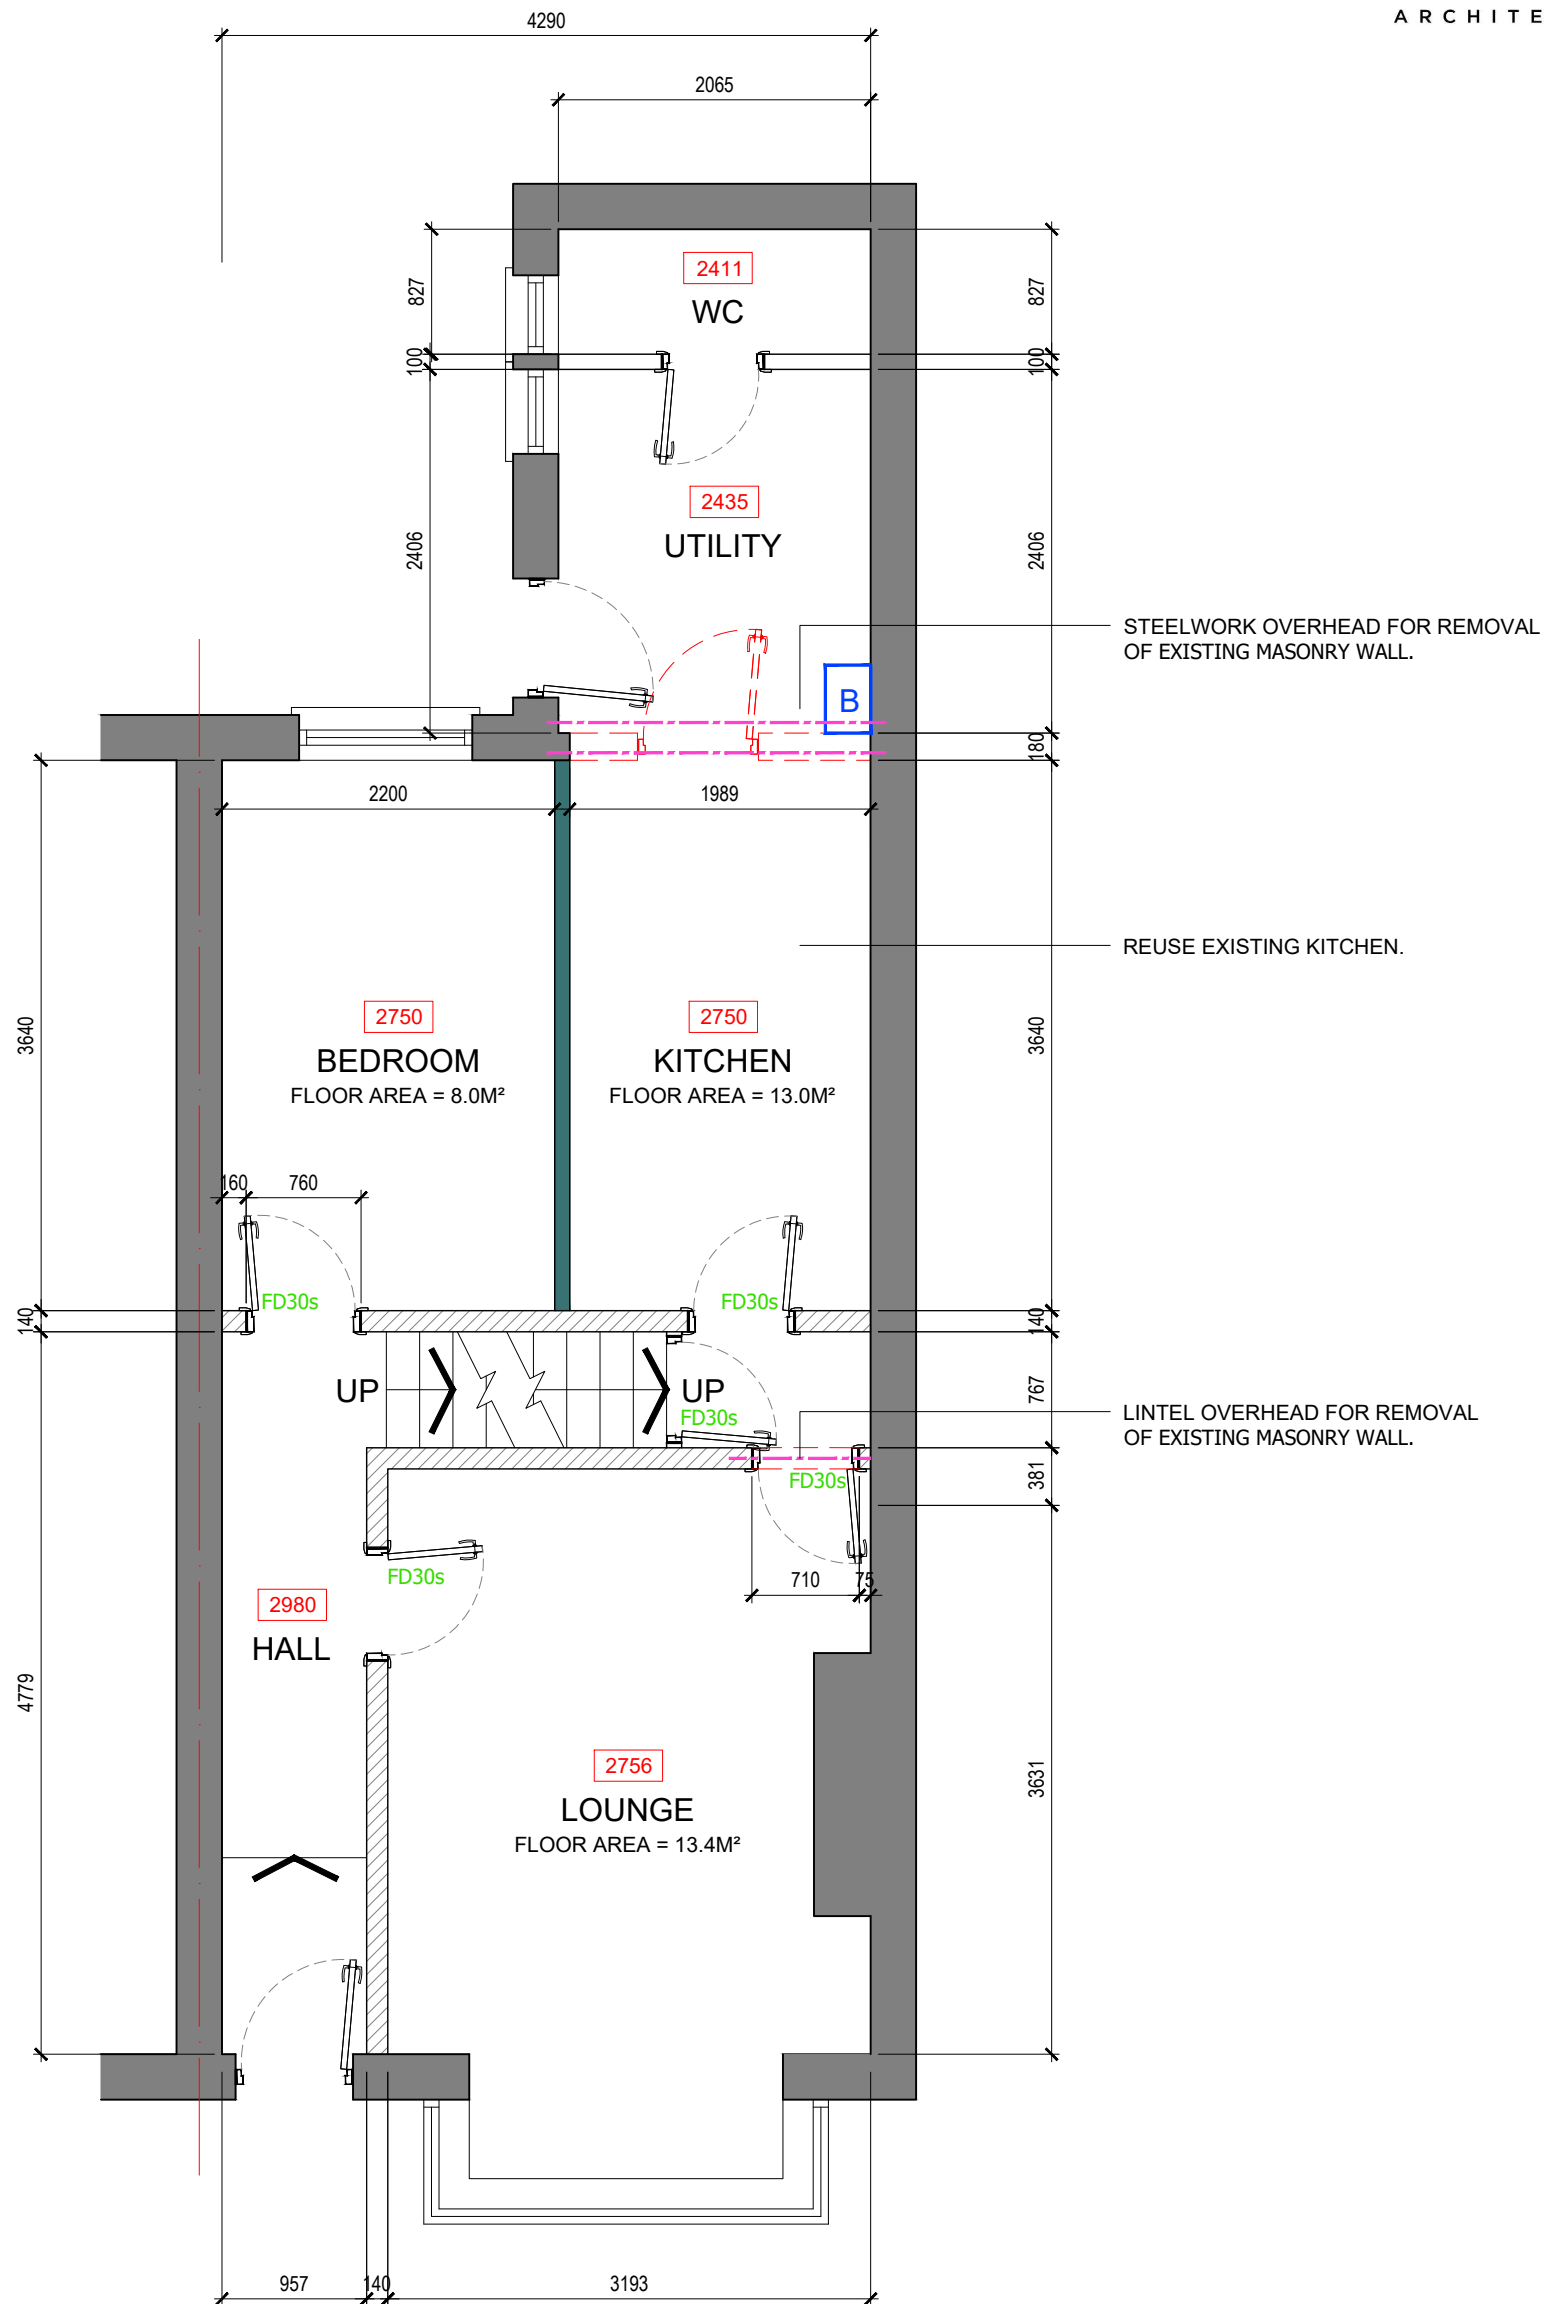 ARCHITE
4290
2065
827
2411
WC
827
100
100
2406
2435
UTILITY
2406
STEELWORK OVERHEAD FOR REMOVAL
OF EXISTING MASONRY WALL.
B
180
2200
1989
REUSE EXISTING KITCHEN.
3640
2750
BEDROOM
FLOOR AREA = 8.0M²
2750
KITCHEN
FLOOR AREA = 13.0M²
3640
160
760
FD30s
FD30s
140
140
UP
UP
767
FD30s
LINTEL OVERHEAD FOR REMOVAL
OF EXISTING MASONRY WALL.
FD30s
381
FD30s
710
75
2980
HALL
4779
2756
LOUNGE
FLOOR AREA = 13.4M²
3631
957
140
3193